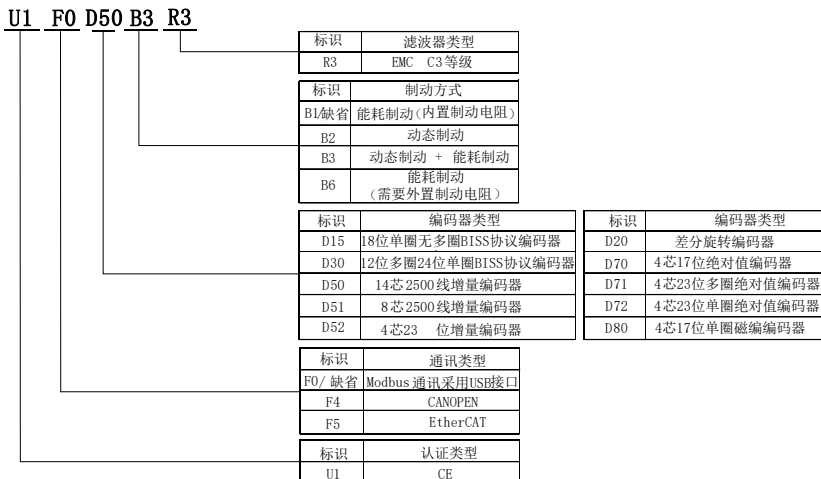 U1 F0 D50 B3 R3
标识 滤波器类型
R3 EMC C3等级
标识 制动方式
B1/缺省 能耗制动(内置制动电阻)
B2 动态制动
B3 动态制动 + 能耗制动
B6 能耗制动
(需要外置制动电阻)
标识 编码器类型
D15 18位单圈无多圈BISS协议编码器
D30 12位多圈24位单圈BISS协议编码器
D50 14芯2500线增量编码器
D51 8芯2500线增量编码器
D52 4芯23 位增量编码器
标识 编码器类型
D20 差分旋转编码器
D70 4芯17位绝对值编码器
D71 4芯23位多圈绝对值编码器
D72 4芯23位单圈绝对值编码器
D80 4芯17位单圈磁编编码器
标识 通讯类型
F0/缺省 Modbus通讯采用USB接口
F4 CANOPEN
F5 EtherCAT
标识 认证类型
U1 CE